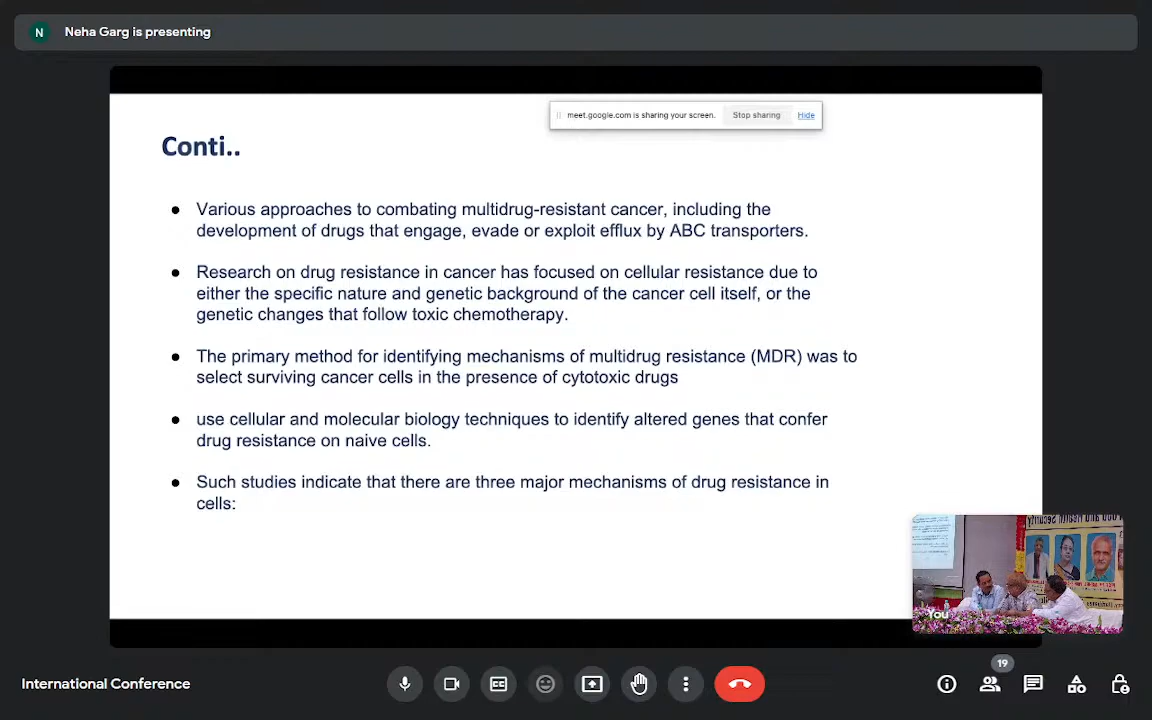 N
Neha Garg is presenting
meet.google.com is sharing your screen.
Stop sharing
Hide
Conti..
● Various approaches to combating multidrug-resistant cancer, including the
development of drugs that engage, evade or exploit efflux by ABC transporters.
● Research on drug resistance in cancer has focused on cellular resistance due to
either the specific nature and genetic background of the cancer cell itself, or the
genetic changes that follow toxic chemotherapy.
● The primary method for identifying mechanisms of multidrug resistance (MDR) was to
select surviving cancer cells in the presence of cytotoxic drugs
● use cellular and molecular biology techniques to identify altered genes that confer
drug resistance on naive cells.
● Such studies indicate that there are three major mechanisms of drug resistance in
cells:
You
International Conference
19